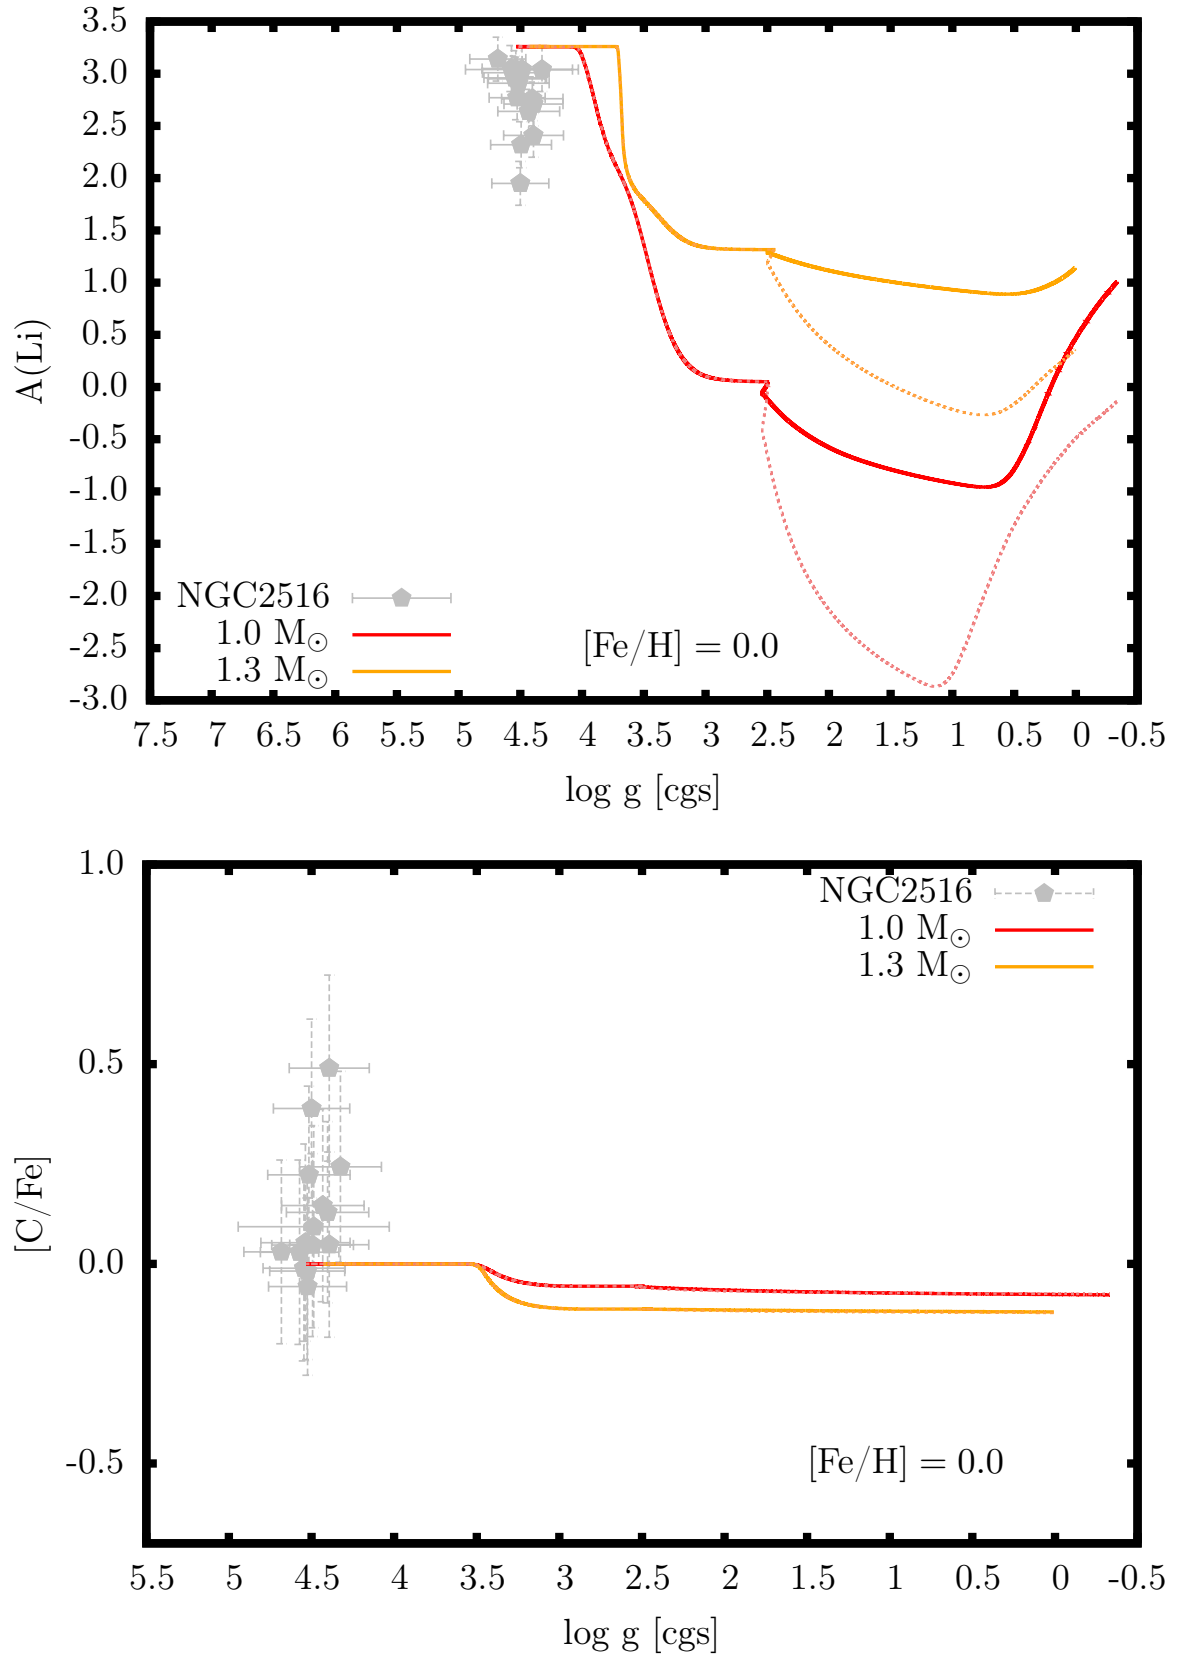 3.5
3.0
2.5
2.0
1.5
1.0
0.5
0.0
-0.5
-1.0
-1.5
-2.0
-2.5
-3.0
A(Li)
NGC2516
1.0 M⊙
1.3 M⊙
[Fe/H] = 0.0
7.5 7 6.5 6 5.5 5 4.5 4 3.5 3 2.5 2 1.5 1 0.5 0 -0.5
log g [cgs]
1.0
0.5
0.0
-0.5
[C/Fe]
NGC2516
1.0 M⊙
1.3 M⊙
[Fe/H] = 0.0
5.5 5 4.5 4 3.5 3 2.5 2 1.5 1 0.5 0 -0.5
log g [cgs]